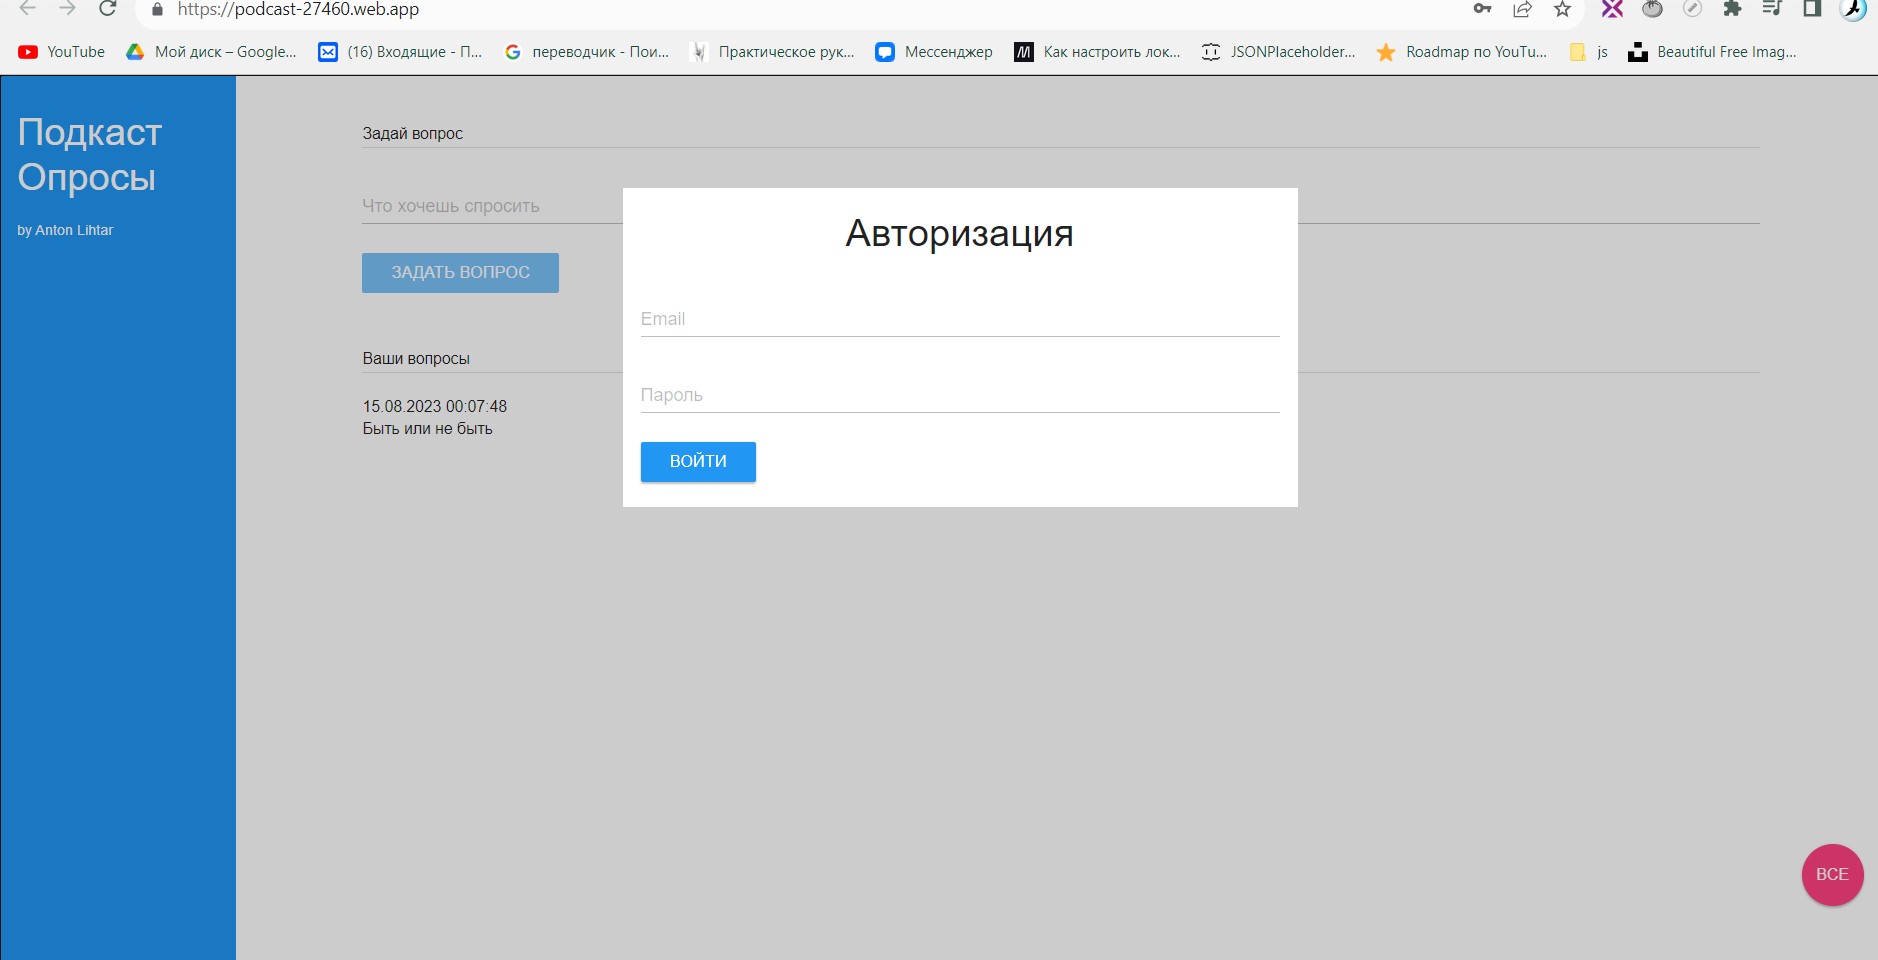 https://podcast-27460.web.app
YouTube
Мой диск – Google...
(16) Входящие - П...
переводчик - Пои...
Практическое рук...
Мессенджер
Как настроить лок...
JSONPlaceholder...
Roadmap по YouTu...
js
Beautiful Free Imag...
Подкаст
Опросы
by Anton Lihtar
Задай вопрос
Что хочешь спросить
ЗАДАТЬ ВОПРОС
Ваши вопросы
15.08.2023 00:07:48
Быть или не быть
Авторизация
Email
Пароль
ВОЙТИ
ВСЕ